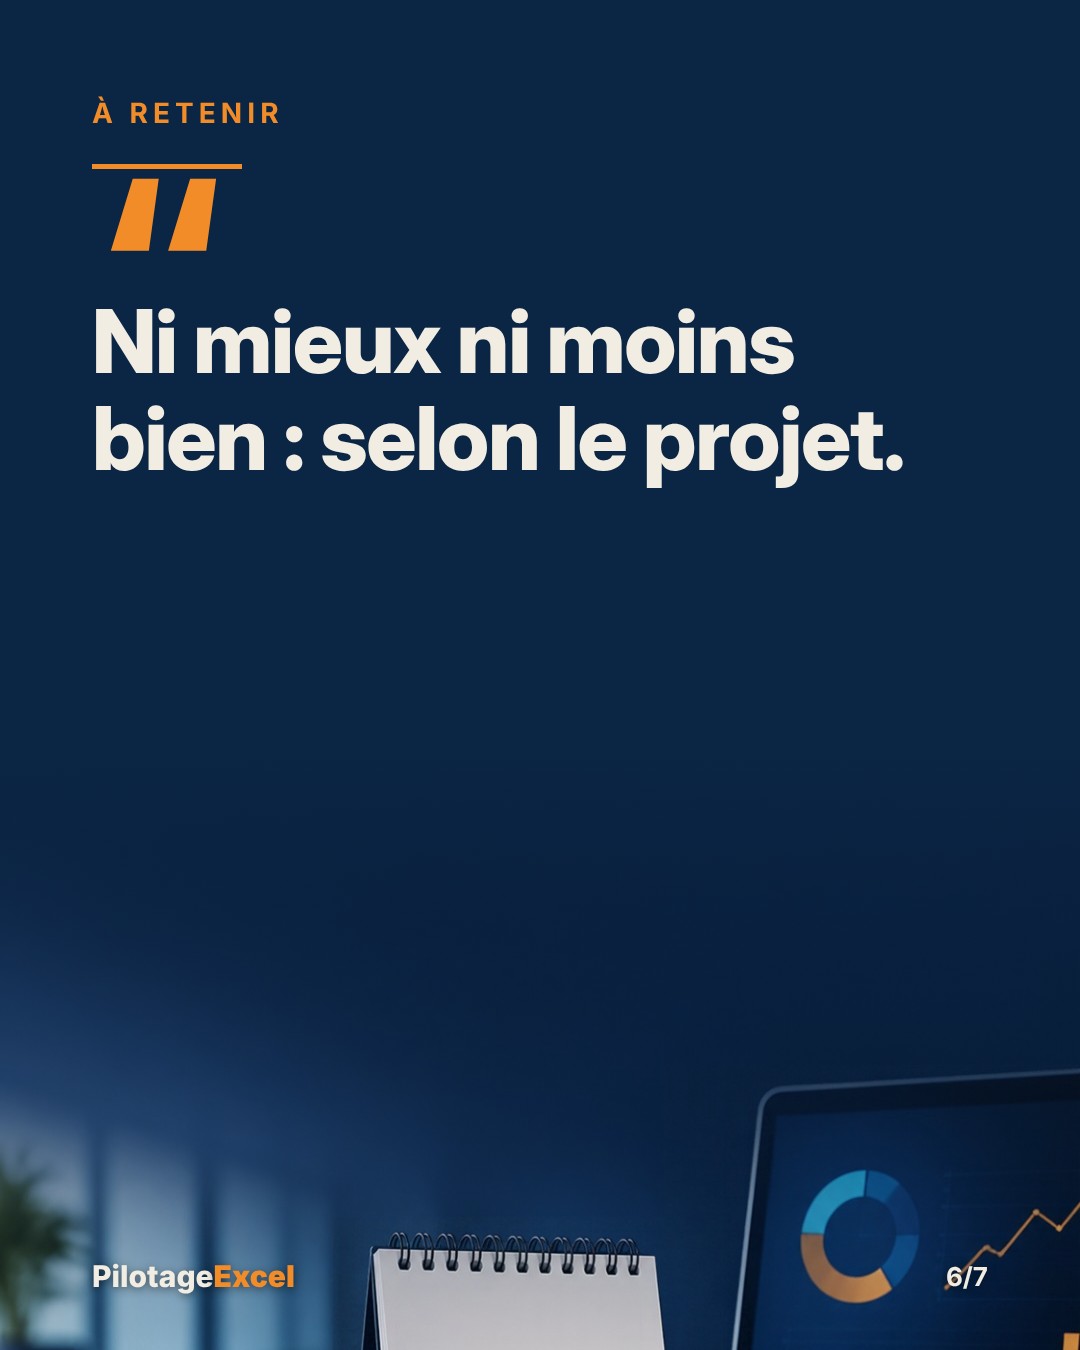 À RETENIR
"
Ni mieux ni moins
bien : selon le projet.
PilotageExcel
6/7